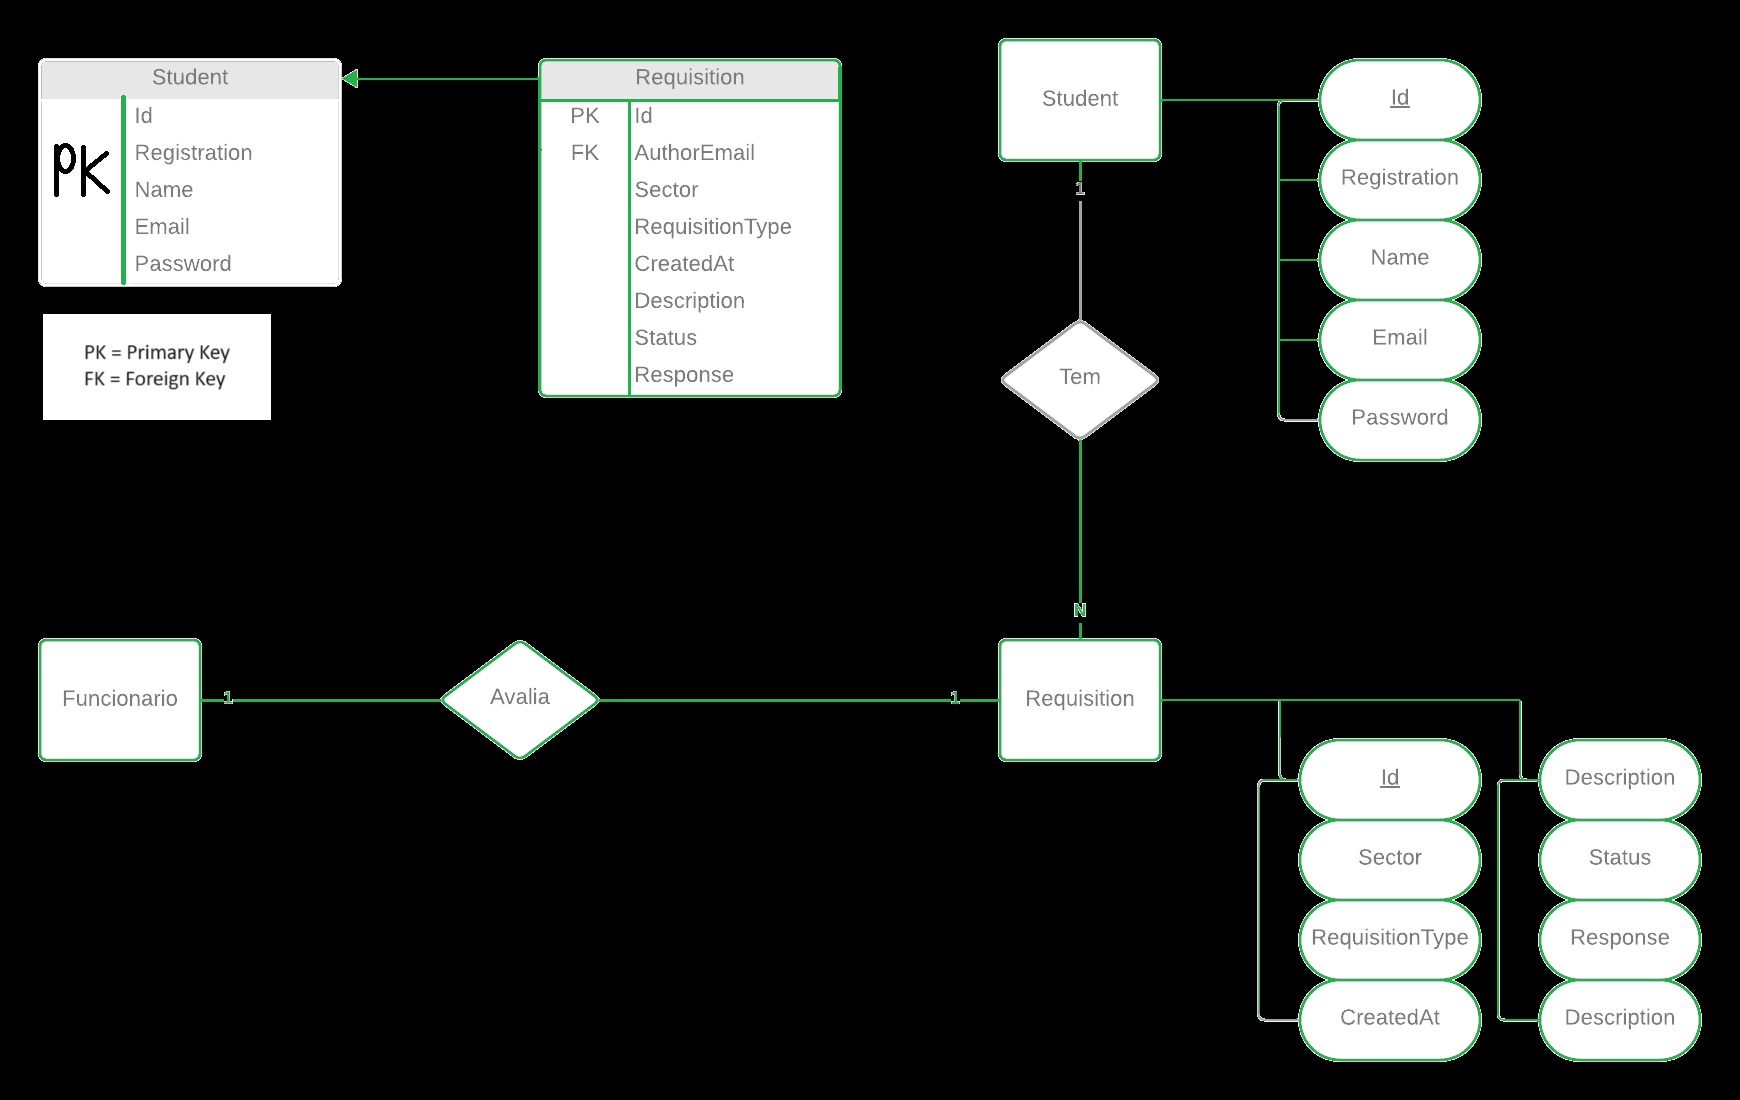 Student
PK
Id
Registration
Name
Email
Password
PK = Primary Key
FK = Foreign Key
Requisition
PK Id
FK AuthorEmail
Sector
RequisitionType
CreatedAt
Description
Status
Response
Student
1
Tem
N
Id
Registration
Name
Email
Password
Funcionario
1
Avalia
1
Requisition
Id
Sector
RequisitionType
CreatedAt
Description
Status
Response
Description